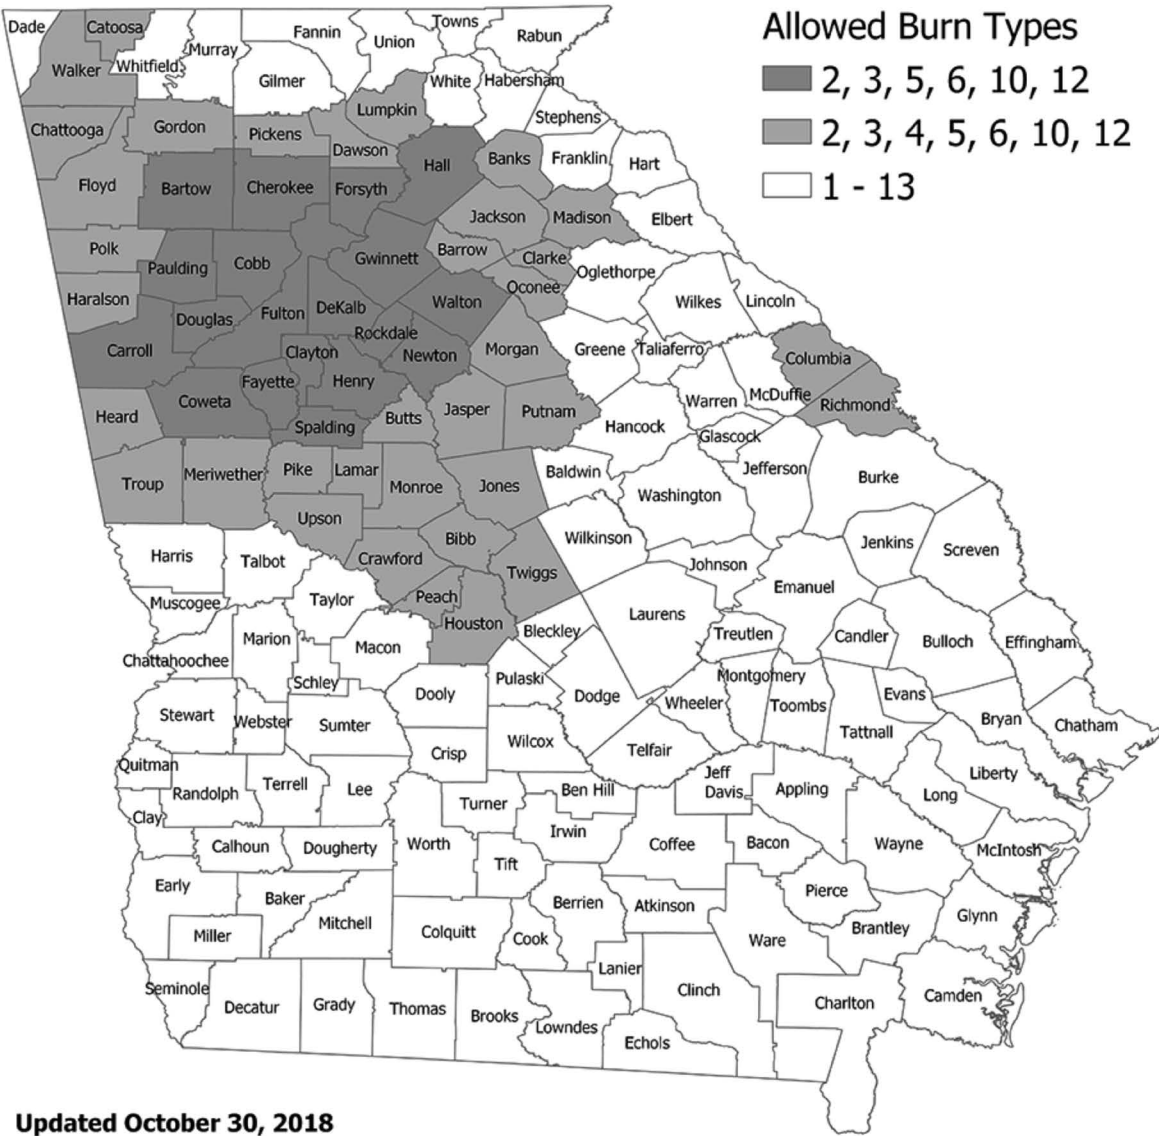 Allowed Burn Types
2, 3, 5, 6, 10, 12
2, 3, 4, 5, 6, 10, 12
1 - 13
Dade
Catoosa
Walker
Whitfield
Murray
Fannin
Gilmer
Union
Towns
Rabun
White
Habersham
Stephens
Chattooga
Gordon
Pickens
Lumpkin
Dawson
Hall
Banks
Franklin
Hart
Floyd
Bartow
Cherokee
Forsyth
Jackson
Madison
Elbert
Polk
Paulding
Cobb
Gwinnett
Barrow
Clarke
Oconee
Oglethorpe
Wilkes
Lincoln
Haralson
Douglas
Fulton
DeKalb
Rockdale
Walton
Carroll
Clayton
Newton
Morgan
Greene
Taliaferro
Columbia
McDuffie
Richmond
Warren
Heard
Coweta
Fayette
Henry
Spalding
Butts
Jasper
Putnam
Hancock
Glascock
Jefferson
Burke
Troup
Meriwether
Pike
Lamar
Monroe
Jones
Baldwin
Washington
Upson
Bibb
Wilkinson
Crawford
Twiggs
Johnson
Jenkins
Screven
Emanuel
Harris
Talbot
Peach
Houston
Laurens
Muscogee
Taylor
Bleckley
Treutlen
Candler
Bulloch
Effingham
Marion
Macon
Chattahoochee
Schley
Dooly
Pulaski
Dodge
Wheeler
Montgomery
Toombs
Evans
Tattnall
Bryan
Chatham
Stewart
Webster
Sumter
Crisp
Wilcox
Telfair
Quitman
Randolph
Terrell
Lee
Turner
Ben Hill
Jeff
Davis
Appling
Long
Liberty
Clay
Calhoun
Dougherty
Worth
Tift
Irwin
Coffee
Bacon
Wayne
McIntosh
Early
Baker
Mitchell
Miller
Colquitt
Cook
Berrien
Atkinson
Ware
Pierce
Brantley
Glynn
Seminole
Decatur
Grady
Thomas
Brooks
Lowndes
Lanier
Echols
Clinch
Charlton
Camden
Updated October 30, 2018